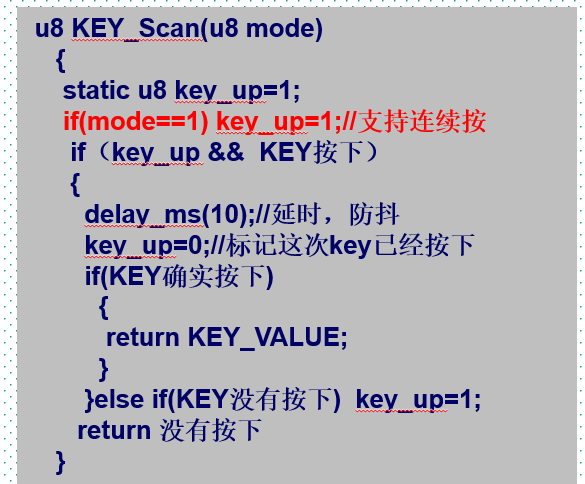 u8 KEY_Scan(u8 mode)
{
static u8 key_up=1;
if(mode==1) key_up=1;//支持连续按
if（key_up && KEY按下）
{
delay_ms(10);//延时，防抖
key_up=0;//标记这次key已经按下
if(KEY确实按下)
{
return KEY_VALUE;
}
}else if(KEY没有按下) key_up=1;
return 没有按下
}